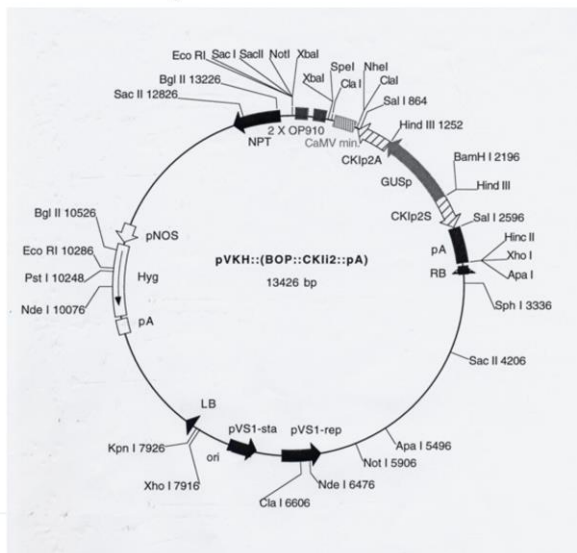 Eco RI
Sac I
SacII
NotI
XbaI
Bgl II 13226
Sac II 12826
NPT
2 X OP910
XbaI
SpeI
Cla I
NheI
ClaI
Sal I 864
CaMV min.
CKIp2A
Hind III 1252
GUSp
BamH I 2196
Hind III
CKIp2S
Sal I 2596
pA
Hinc II
Xho I
Apa I
RB
Sph I 3336
Sac II 4206
Apa I 5496
Not I 5906
Nde I 6476
Cla I 6606
pVS1-rep
pVS1-sta
ori
LB
Kpn I 7926
Xho I 7916
pA
Nde I 10076
Hyg
Pst I 10248
Eco RI 10286
Bgl II 10526
pNOS
pVKH::(BOP::CKIi2::pA)
13426 bp